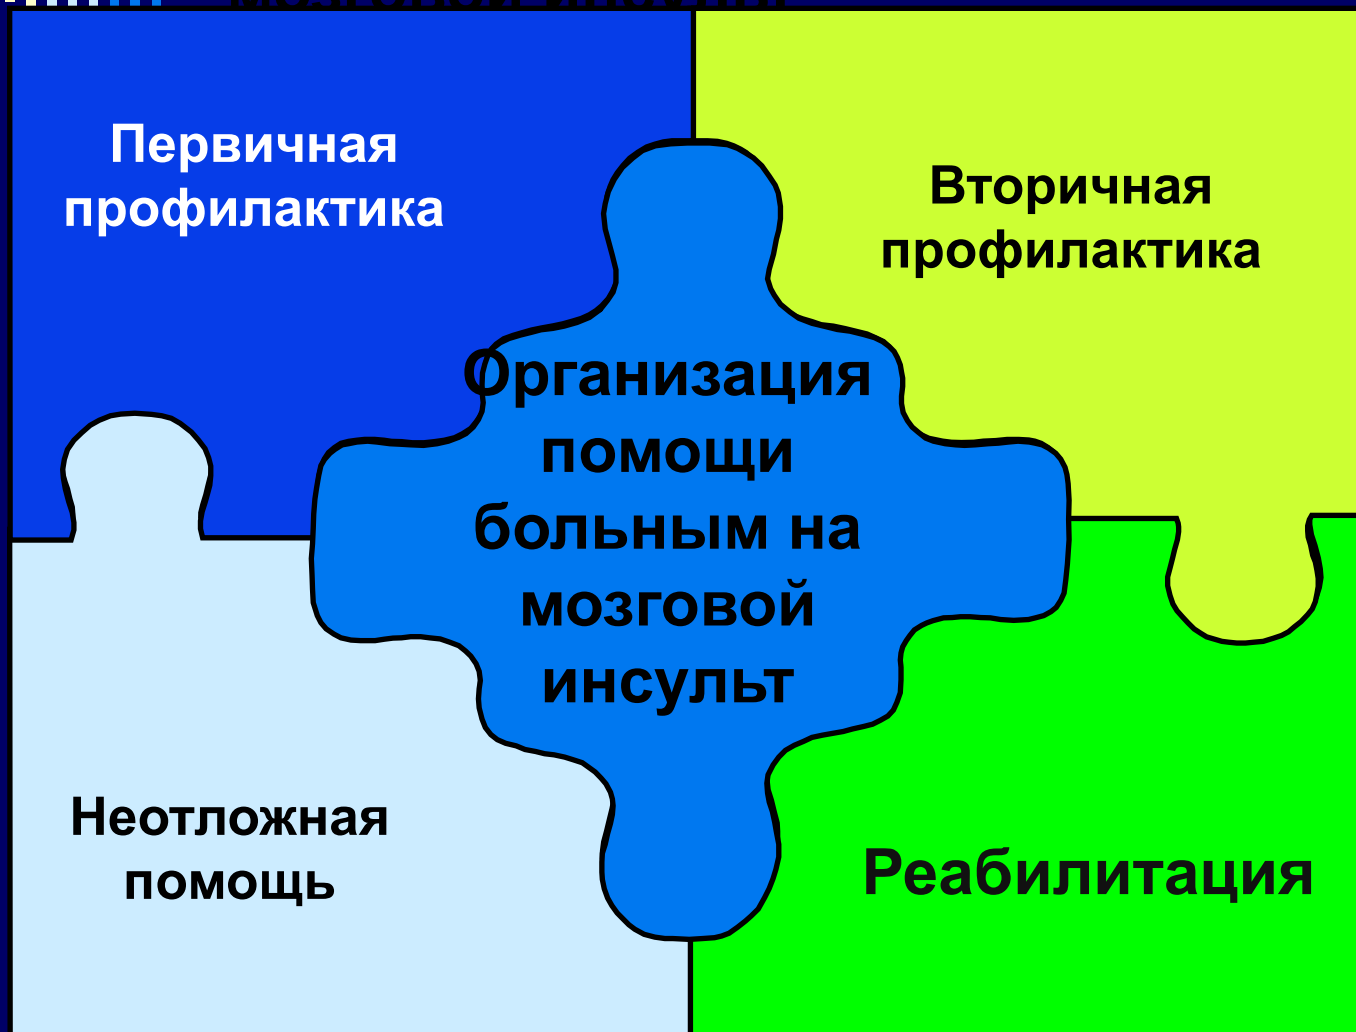 Первичная
профилактика
Вторичная
профилактика
Организация
помощи
больным на
мозговой
инсульт
Неотложная
помощь
Реабилитация